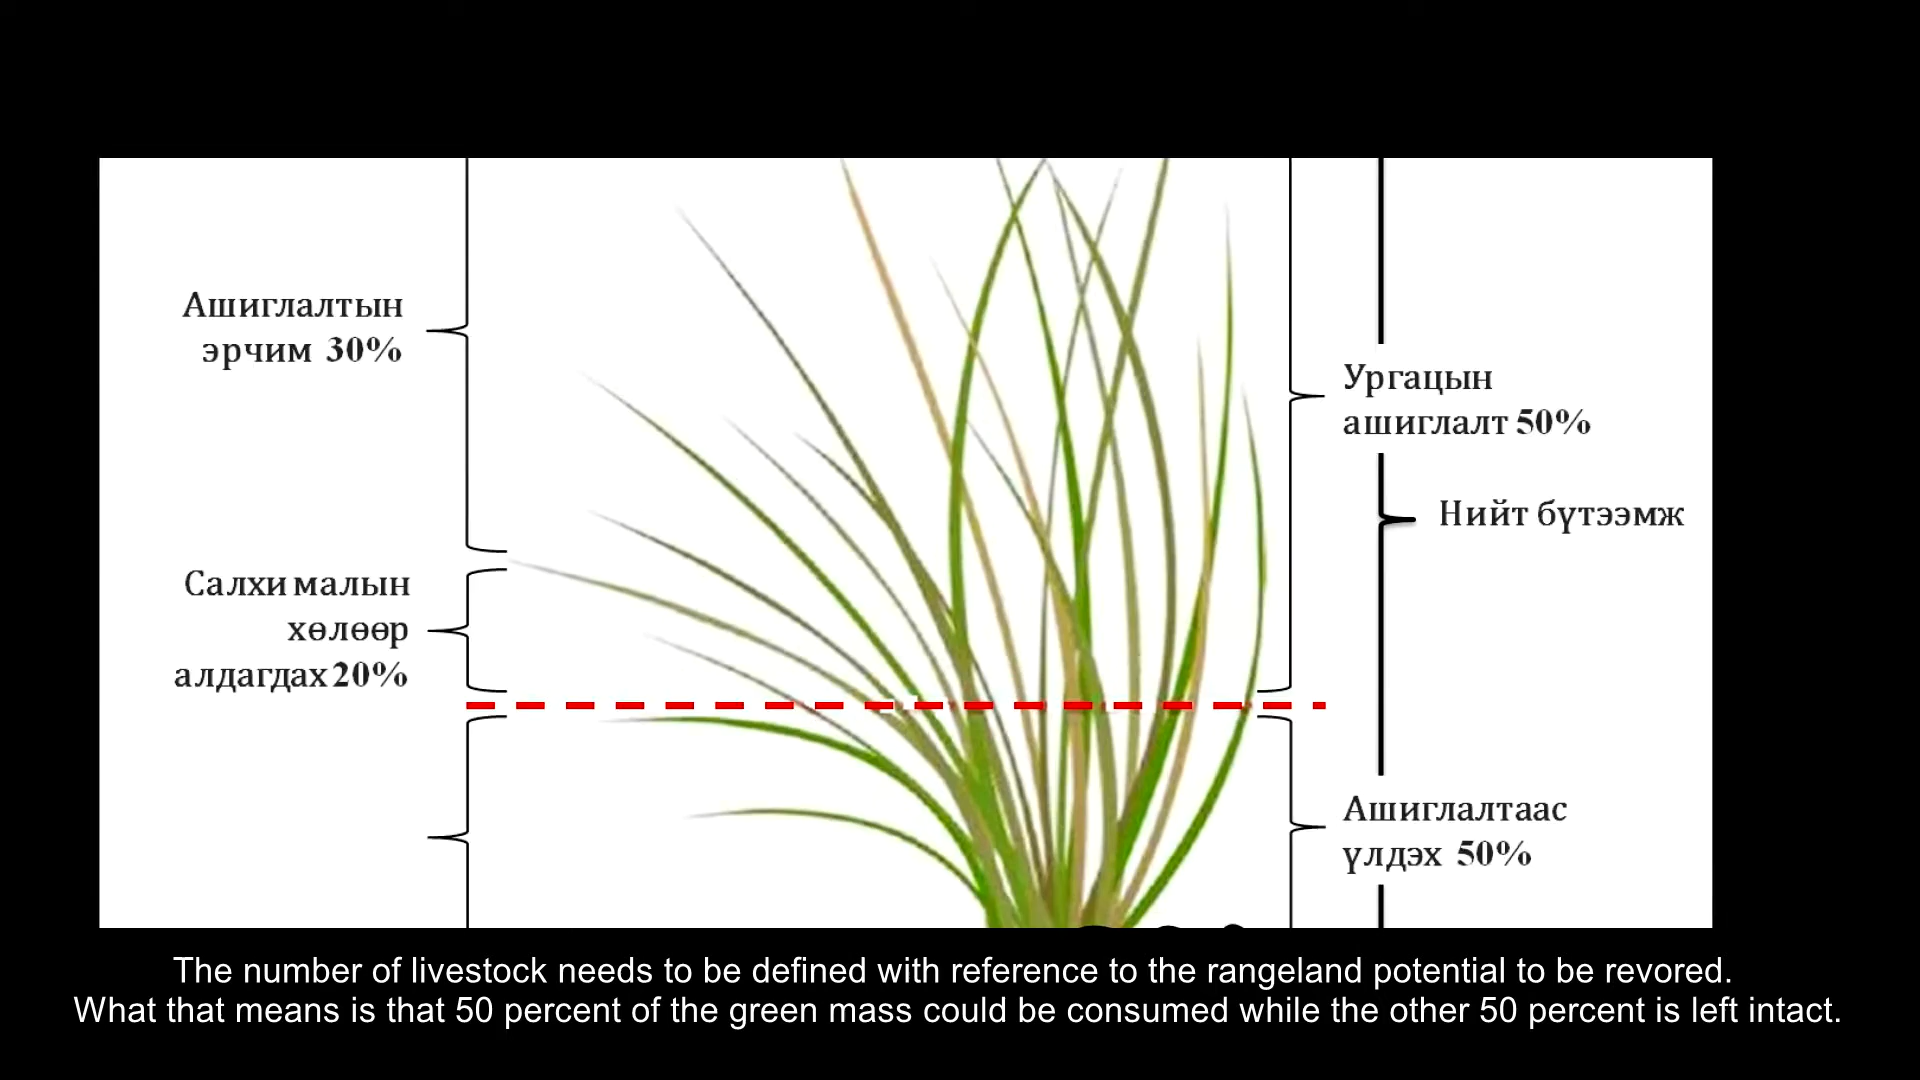 Ашиглалтын
эрчим 30%
Салхи малын
хөлөөр
алдагдах 20%
Ургацын
ашиглалт 50%
Нийт бүтээмж
Ашиглалтаас
үлдэх 50%
The number of livestock needs to be defined with reference to the rangeland potential to be revored.
What that means is that 50 percent of the green mass could be consumed while the other 50 percent is left intact.